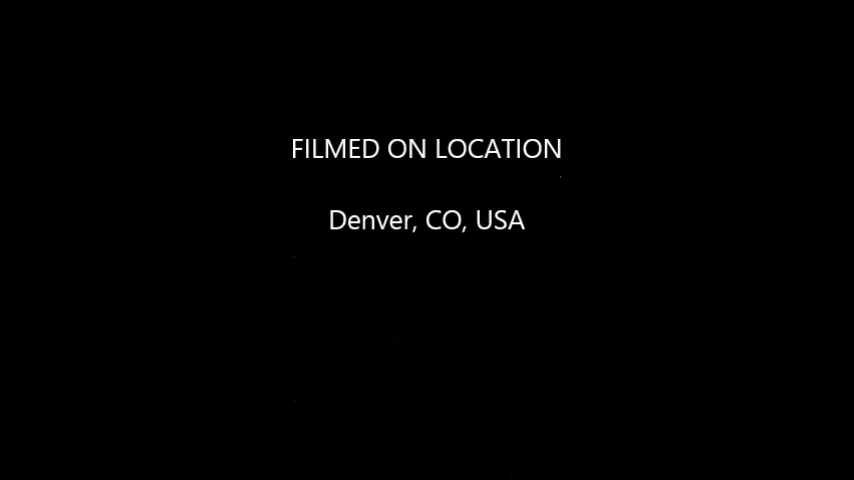 FILMED ON LOCATION
Denver, CO, USA